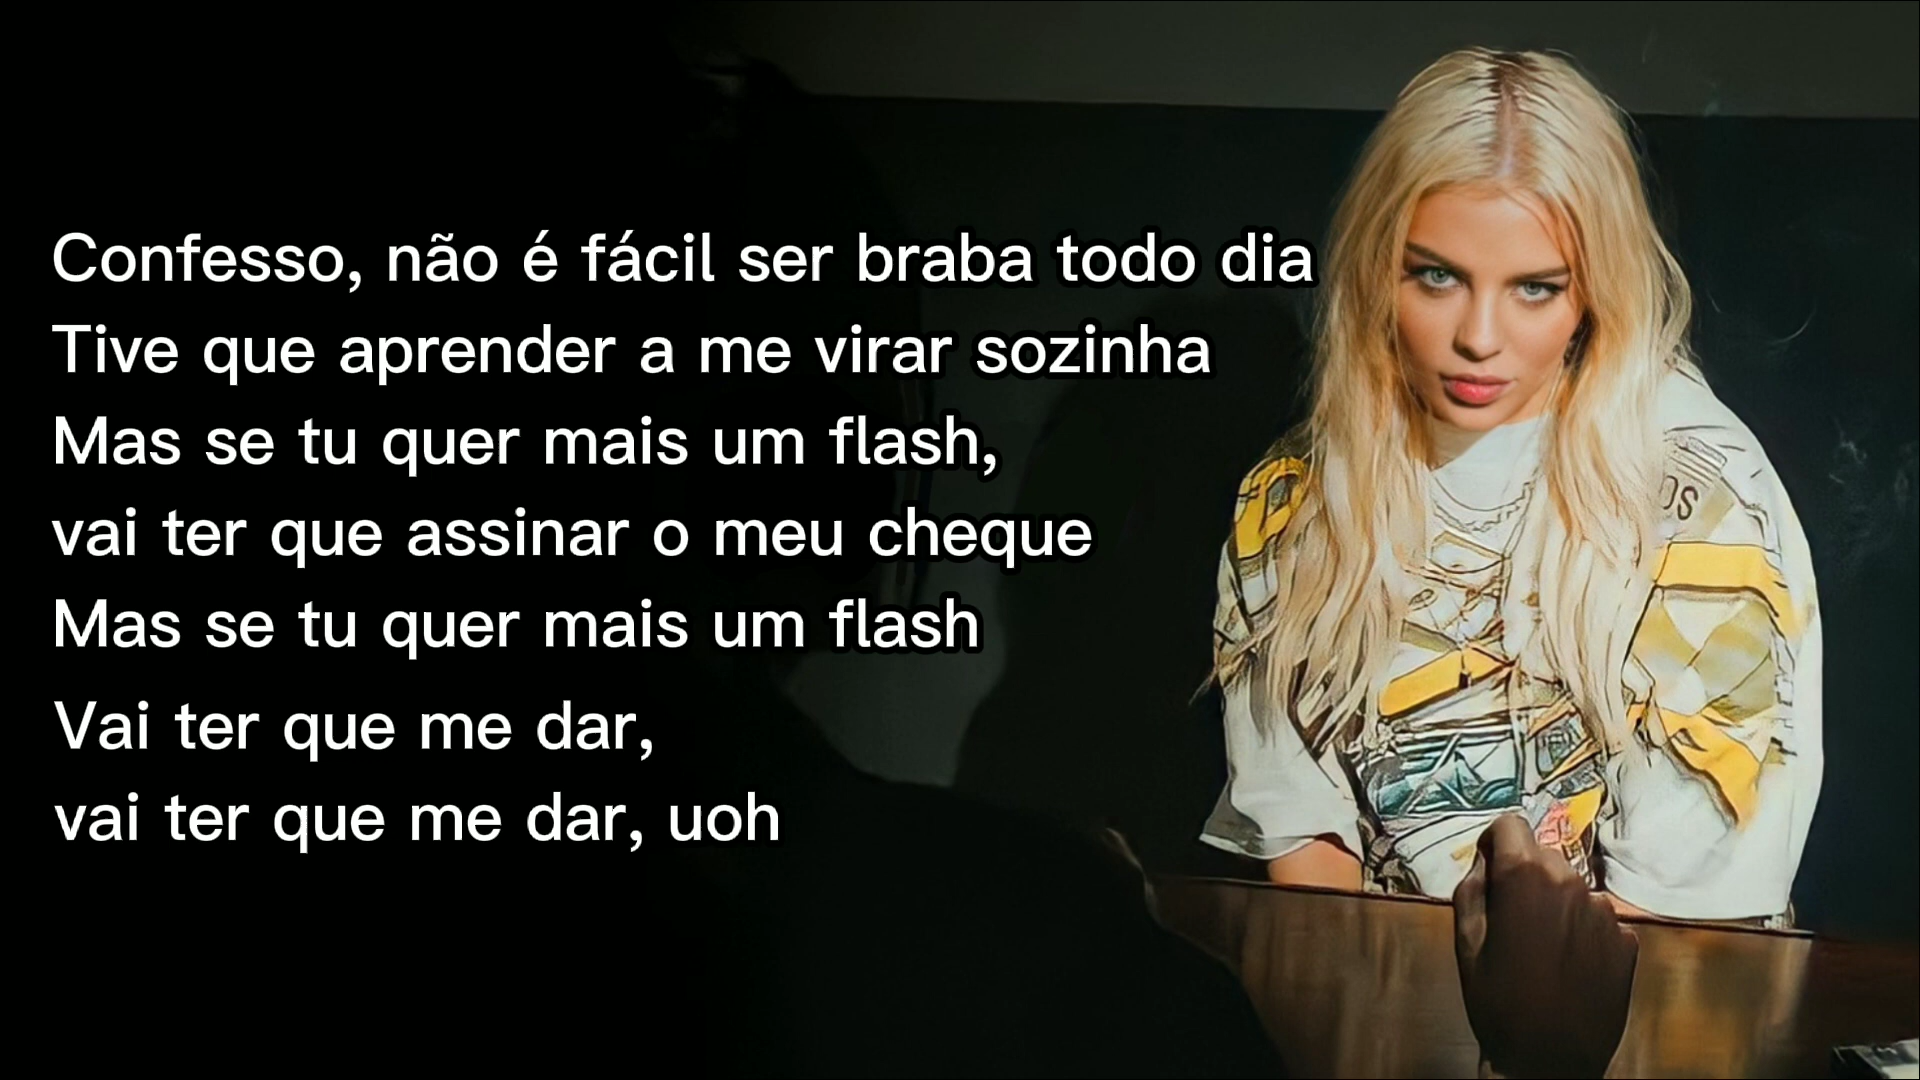 Confesso, não é fácil ser braba todo dia
Tive que aprender a me virar sozinha
Mas se tu quer mais um flash,
vai ter que assinar o meu cheque
Mas se tu quer mais um flash
Vai ter que me dar,
vai ter que me dar, uoh